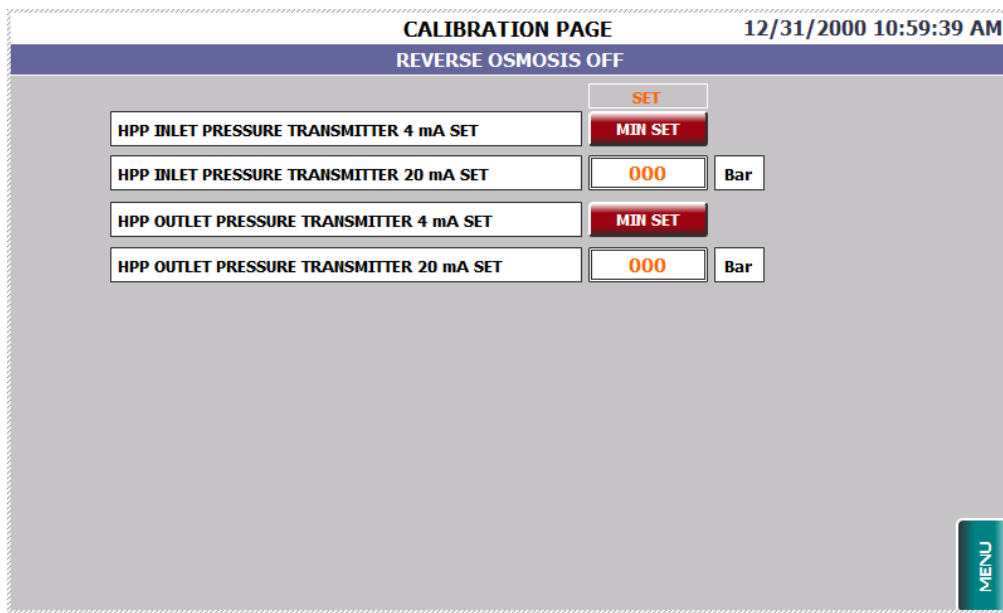 CALIBRATION PAGE 12/31/2000 10:59:39 AM
REVERSE OSMOSIS OFF
SET
HPP INLET PRESSURE TRANSMITTER 4 mA SET MIN SET
HPP INLET PRESSURE TRANSMITTER 20 mA SET 000 Bar
HPP OUTLET PRESSURE TRANSMITTER 4 mA SET MIN SET
HPP OUTLET PRESSURE TRANSMITTER 20 mA SET 000 Bar
MENU